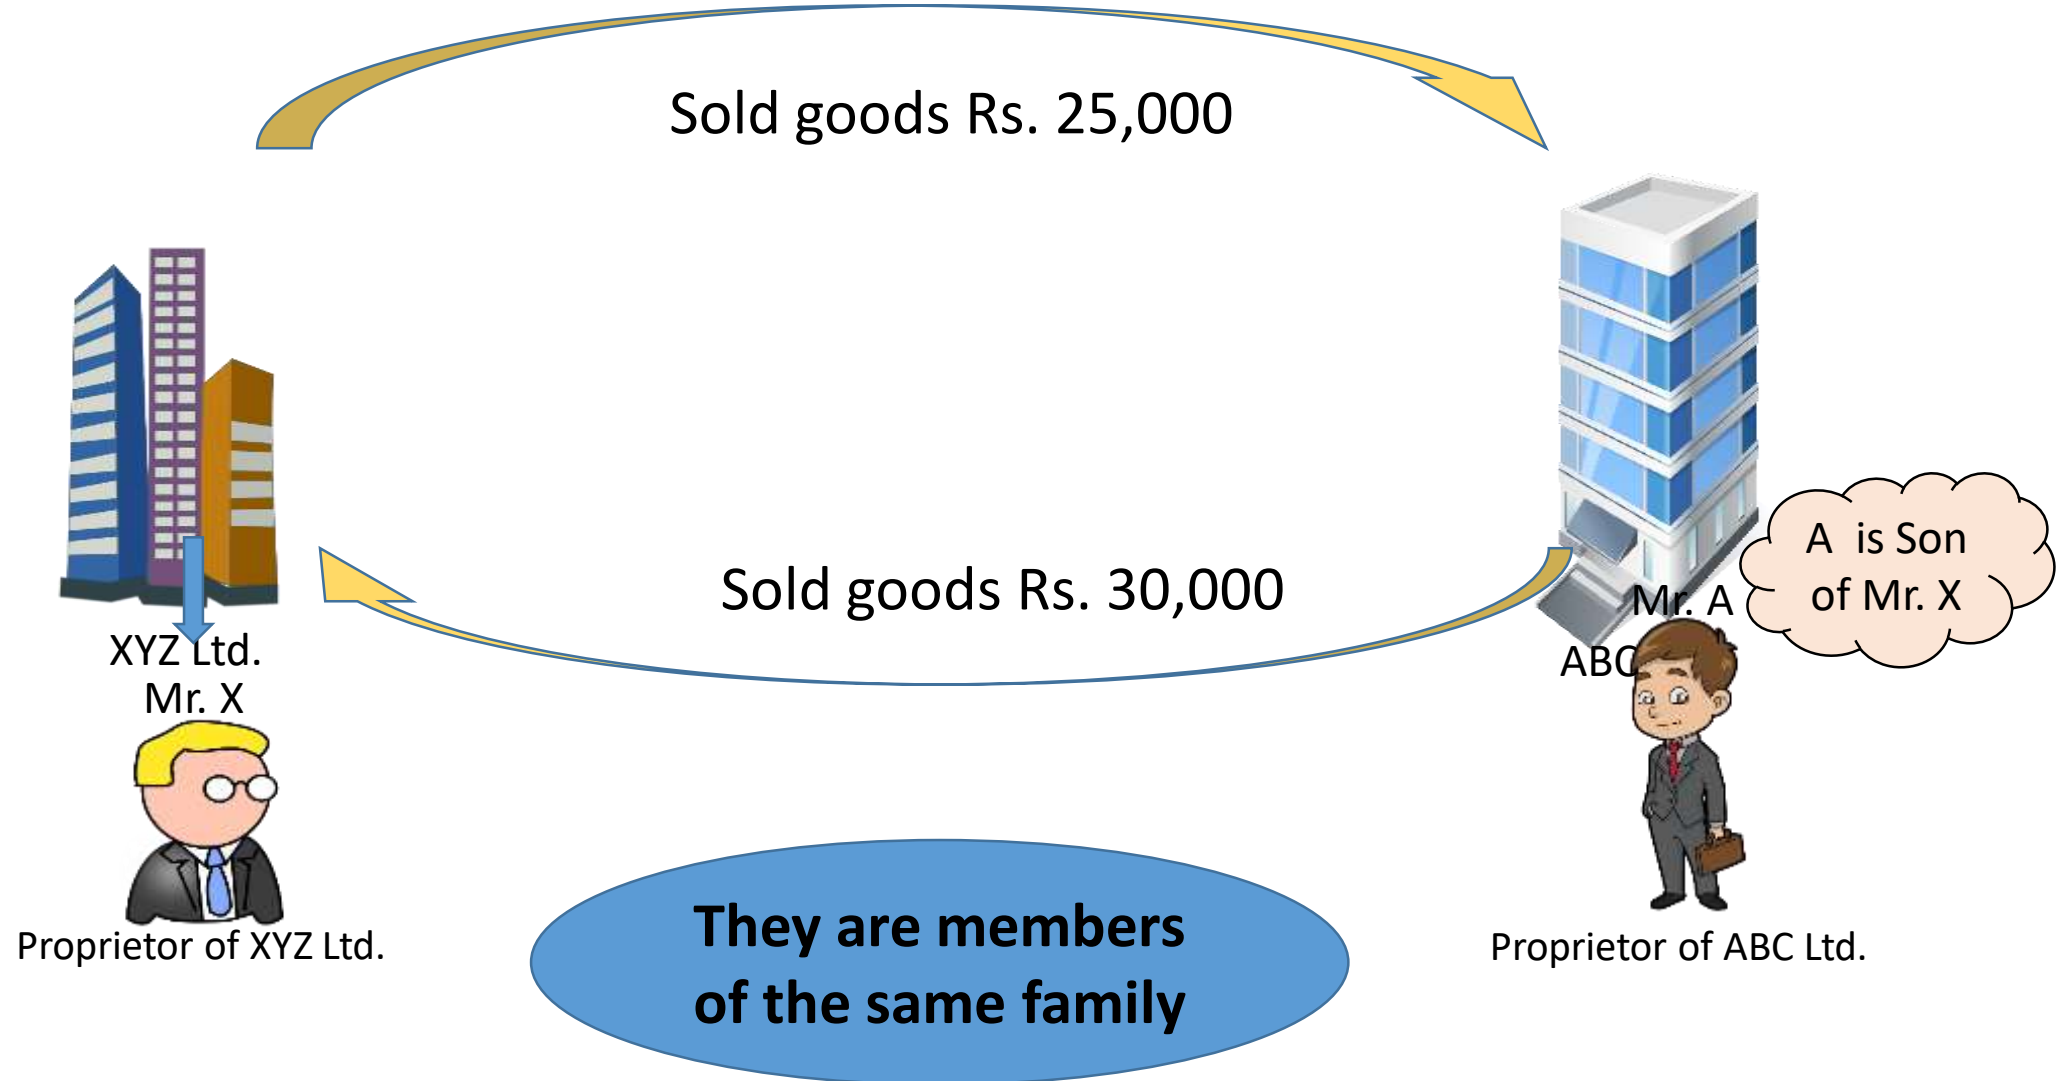 Sold goods Rs. 25,000
A is Son
of Mr. X
Sold goods Rs. 30,000
Mr. A
XYZ Ltd.
ABC
Mr. X
They are members
of the same family
Proprietor of XYZ Ltd.
Proprietor of ABC Ltd.